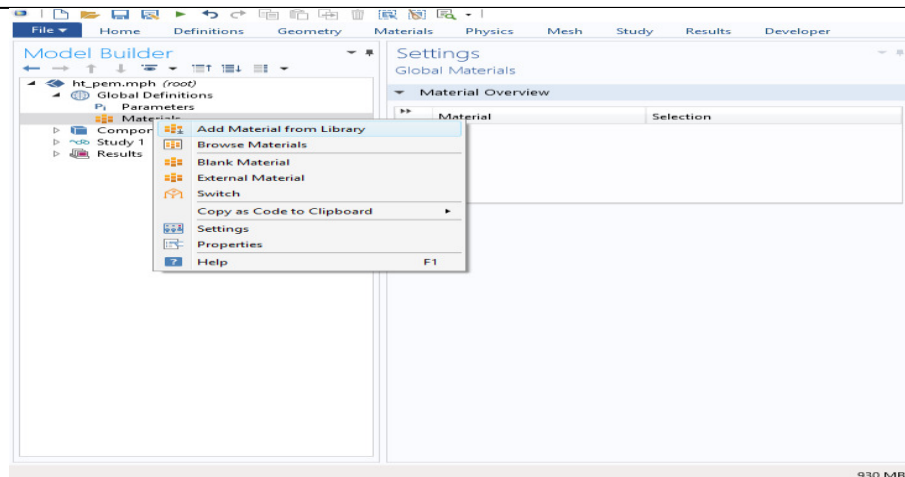 File Home Definitions Geometry Materials Physics Mesh Study Results Developer
Model Builder
ht_pem.mph (root)
Global Definitions
Pi Parameters
Materials
Compor
Study 1
Results
Add Material from Library
Browse Materials
Blank Material
External Material
Switch
Copy as Code to Clipboard
Settings
Properties
Help F1
Settings
Global Materials
Material Overview
Material Selection
930 MB